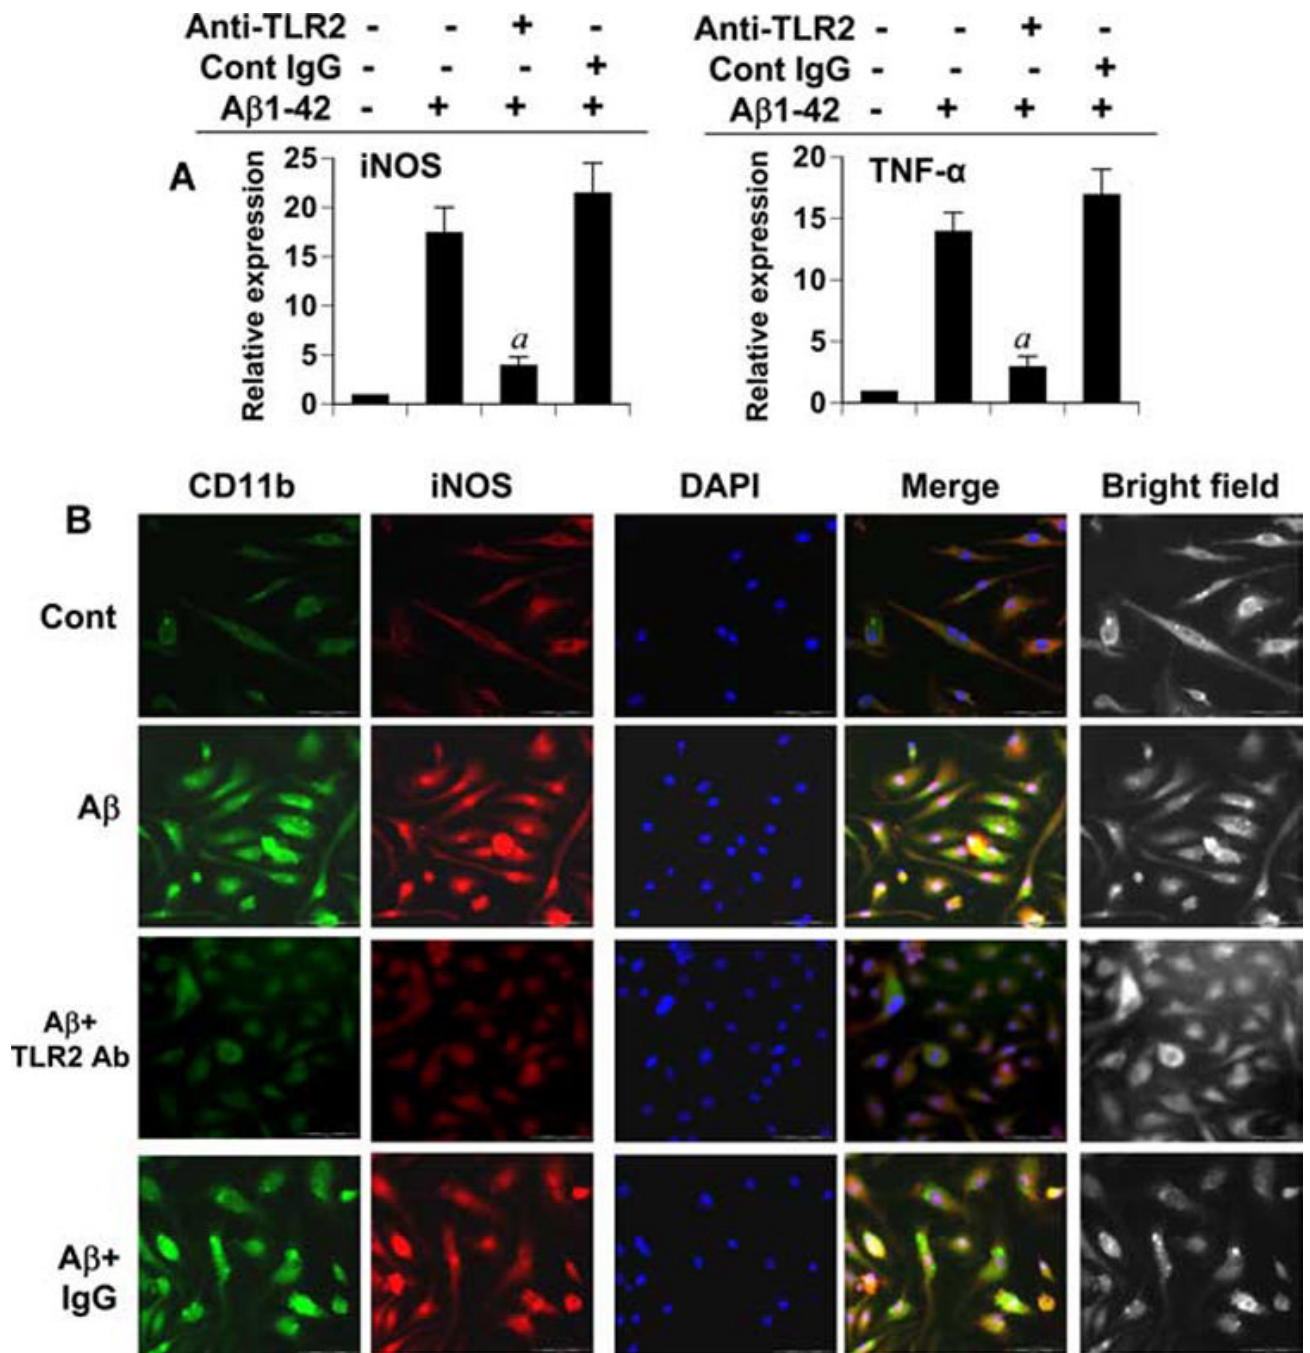 Anti-TLR2 - - + -
Cont IgG - - - +
Aβ1-42 - + + +
Anti-TLR2 - - + -
Cont IgG - - - +
Aβ1-42 - + + +
A
iNOS
Relative expression
25
20
15
10
5
0
a
TNF-α
Relative expression
20
15
10
5
0
a
B
CD11b iNOS DAPI Merge Bright field
Cont
Aβ
Aβ+
TLR2 Ab
Aβ+
IgG